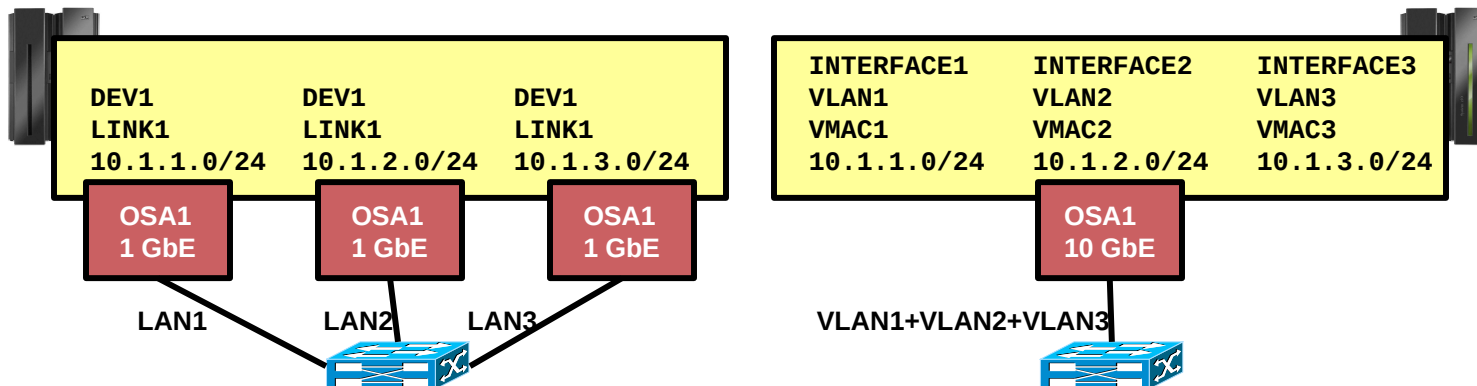 DEV1 DEV1 DEV1
LINK1 LINK1 LINK1
10.1.1.0/24 10.1.2.0/24 10.1.3.0/24
OSA1 OSA1 OSA1
1 GbE 1 GbE 1 GbE
LAN1 LAN2 LAN3
INTERFACE1 INTERFACE2 INTERFACE3
VLAN1 VLAN2 VLAN3
VMAC1 VMAC2 VMAC3
10.1.1.0/24 10.1.2.0/24 10.1.3.0/24
OSA1
10 GbE
VLAN1+VLAN2+VLAN3